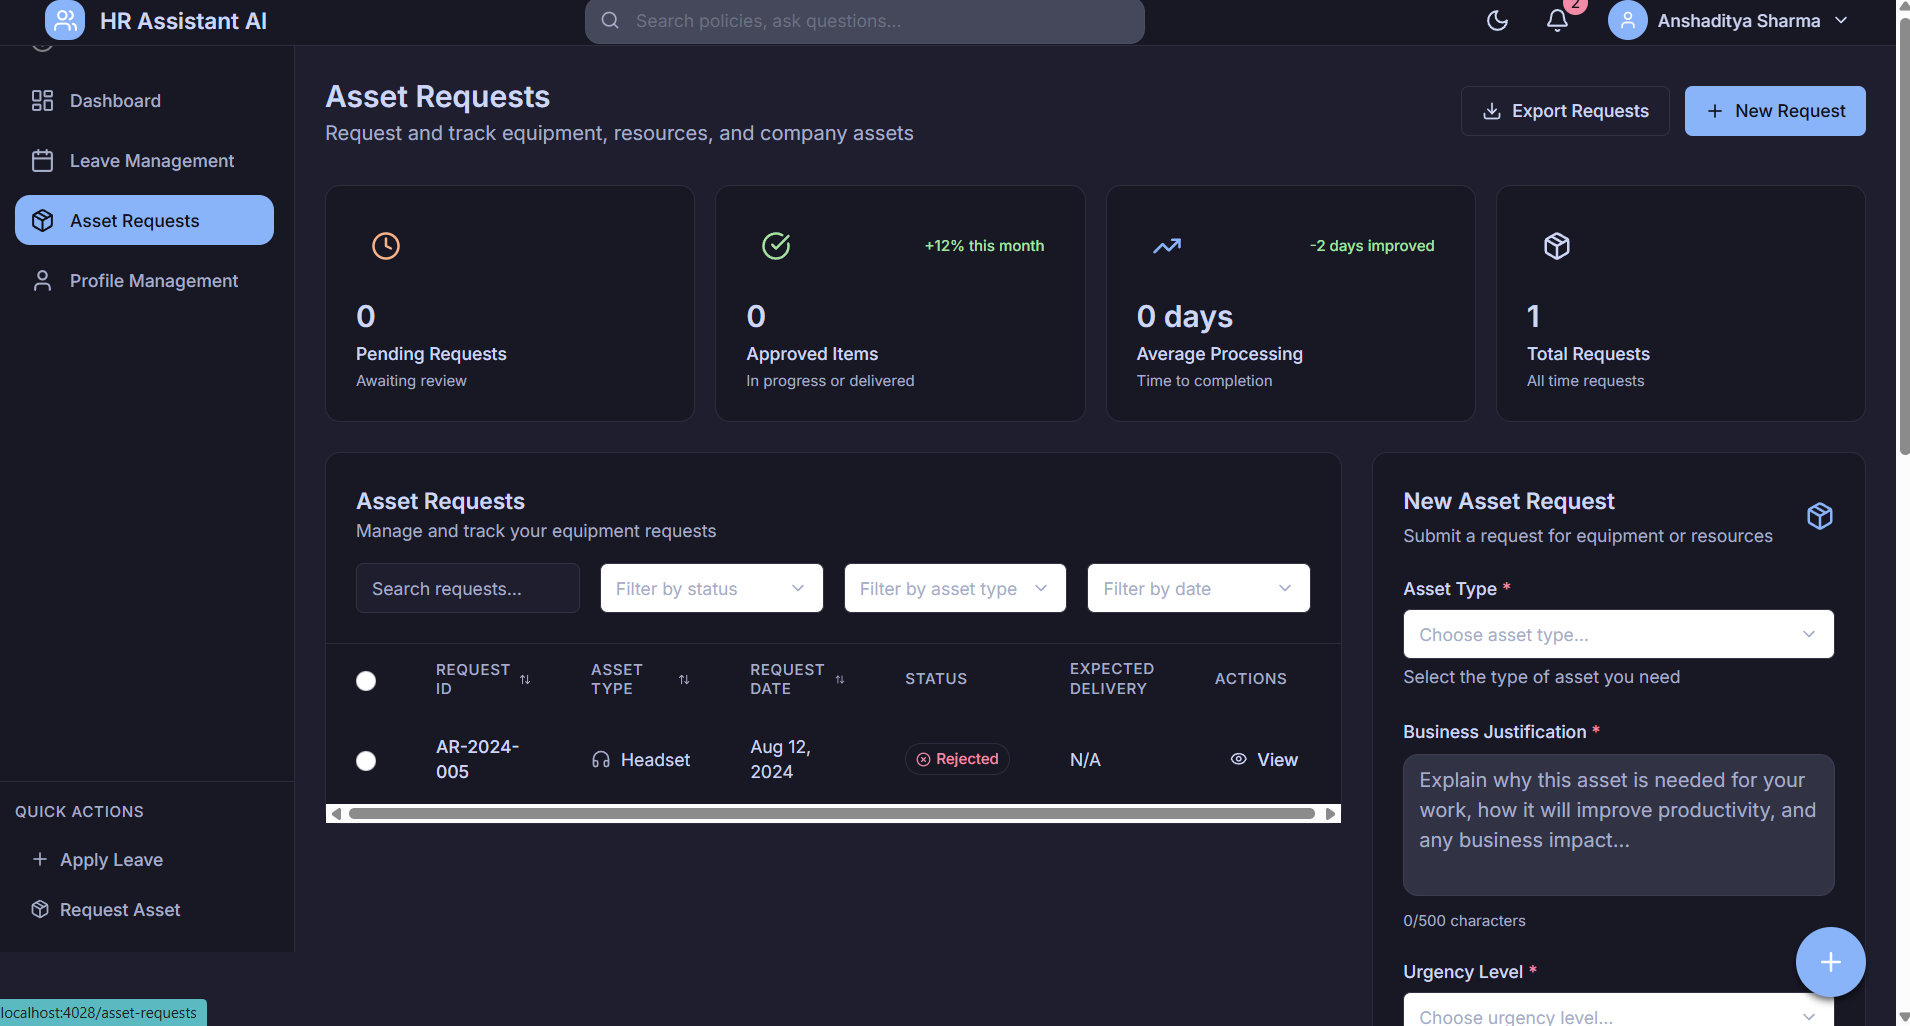 HR Assistant AI
Search policies, ask questions...
2
Anshaditya Sharma
Dashboard
Leave Management
Asset Requests
Profile Management
QUICK ACTIONS
Apply Leave
Request Asset
localhost:4028/asset-requests
Asset Requests
Request and track equipment, resources, and company assets
Export Requests
New Request
0
Pending Requests
Awaiting review
+12% this month
0
Approved Items
In progress or delivered
-2 days improved
0 days
Average Processing
Time to completion
1
Total Requests
All time requests
Asset Requests
Manage and track your equipment requests
Search requests...
Filter by status
Filter by asset type
Filter by date
REQUEST
ID
ASSET
TYPE
REQUEST
DATE
STATUS
EXPECTED
DELIVERY
ACTIONS
AR-2024-
005
Headset
Aug 12,
2024
Rejected
N/A
View
New Asset Request
Submit a request for equipment or resources
Asset Type *
Choose asset type...
Select the type of asset you need
Business Justification *
Explain why this asset is needed for your
work, how it will improve productivity, and
any business impact...
0/500 characters
Urgency Level *
Choose urgency level...